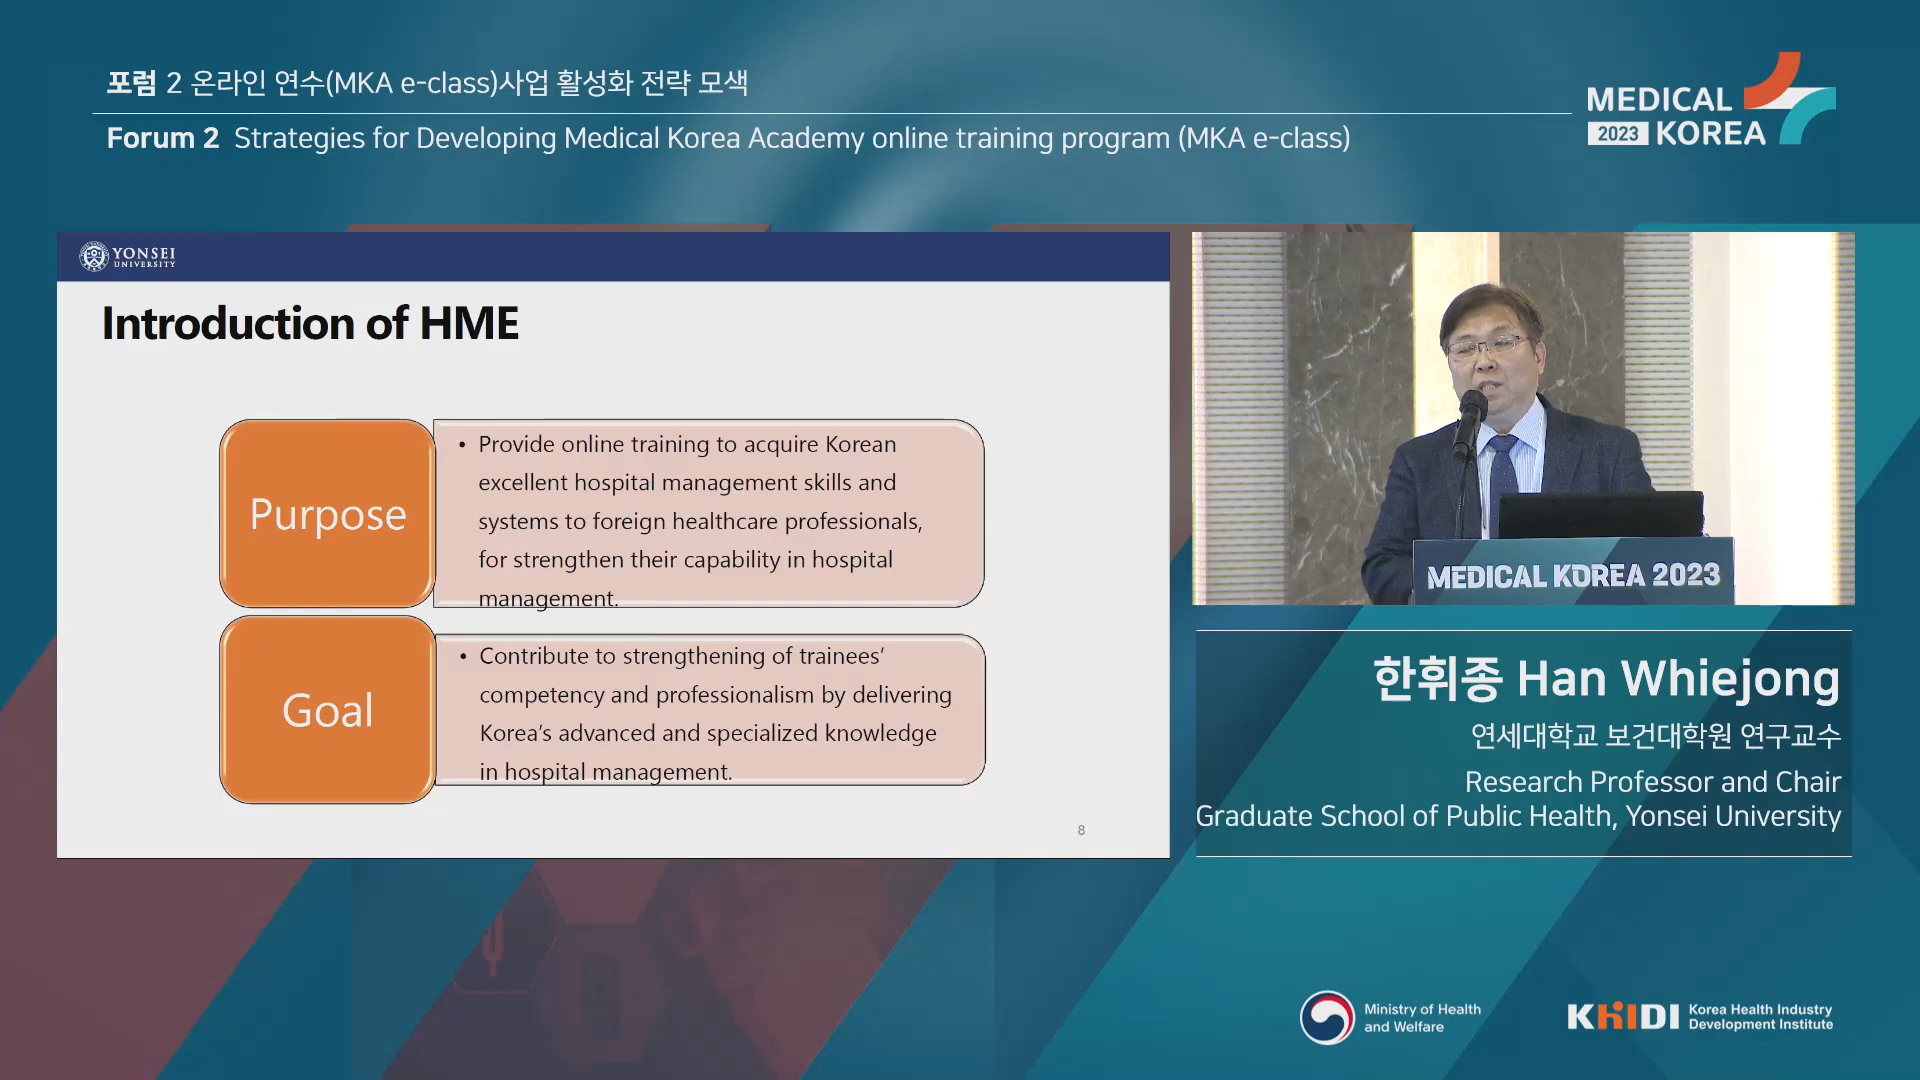 포럼 2 온라인 연수(MKA e-class)사업 활성화 전략 모색
Forum 2 Strategies for Developing Medical Korea Academy online training program (MKA e-class)
MEDICAL
2023 KOREA
YONSEI
UNIVERSITY
Introduction of HME
Purpose
• Provide online training to acquire Korean
excellent hospital management skills and
systems to foreign healthcare professionals,
for strengthen their capability in hospital
management.
Goal
• Contribute to strengthening of trainees’
competency and professionalism by delivering
Korea’s advanced and specialized knowledge
in hospital management.
8
MEDICAL KOREA 2023
한휘종 Han Whiejong
연세대학교 보건대학원 연구교수
Research Professor and Chair
Graduate School of Public Health, Yonsei University
Ministry of Health
and Welfare
KHIDI
Korea Health Industry
Development Institute